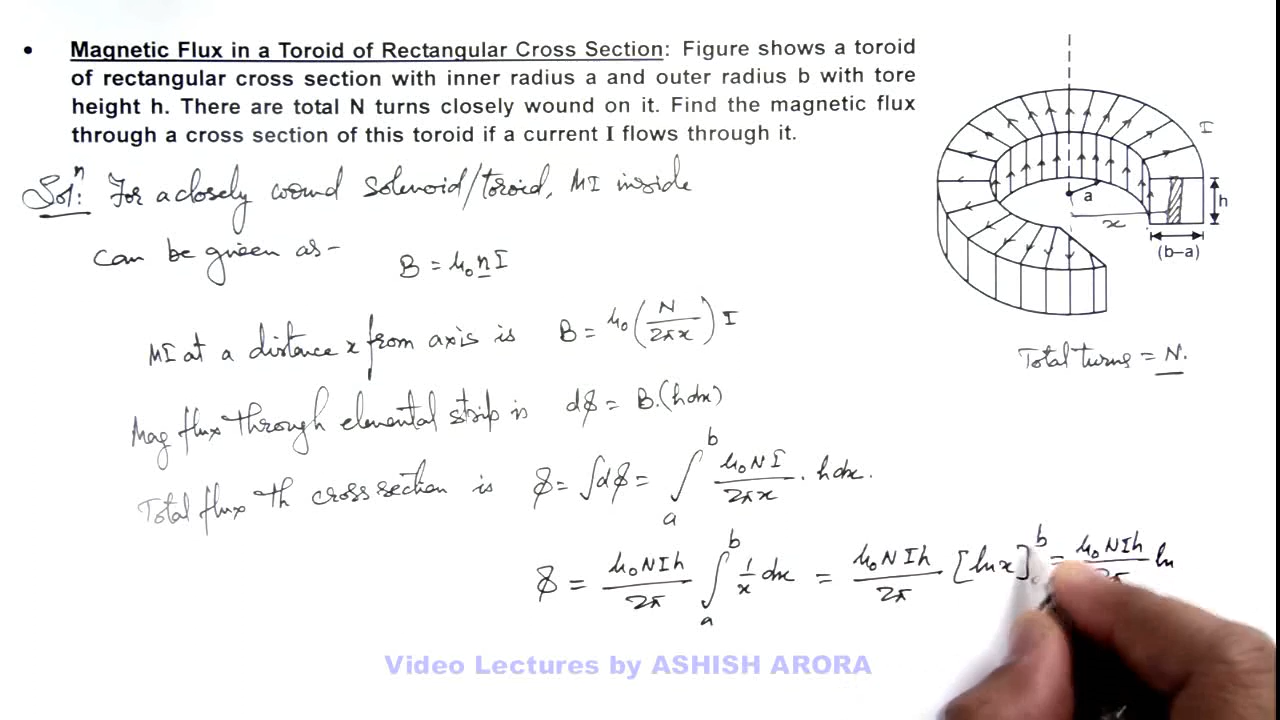 • Magnetic Flux in a Toroid of Rectangular Cross Section: Figure shows a toroid
of rectangular cross section with inner radius a and outer radius b with tore
height h. There are total N turns closely wound on it. Find the magnetic flux
through a cross section of this toroid if a current I flows through it.
Solⁿ: For a closely wound solenoid/toroid, MI inside
can be given as –
B = μ₀nI
MI at a distance x from axis is B = μ₀(N/2πx)I
Mag flux through elemental strip is dϕ = B.(hdx)
Total flux th cross section is ϕ = ∫dϕ = ∫ₐᵇ μ₀NI/2πx · hdx.
ϕ = μ₀NIh/2π ∫ₐᵇ 1/x dx = μ₀NIh/2π [ln x]ᵇ = μ₀NIh/2π ln
I
a
x
h
(b–a)
Total turns = N.
Video Lectures by ASHISH ARORA